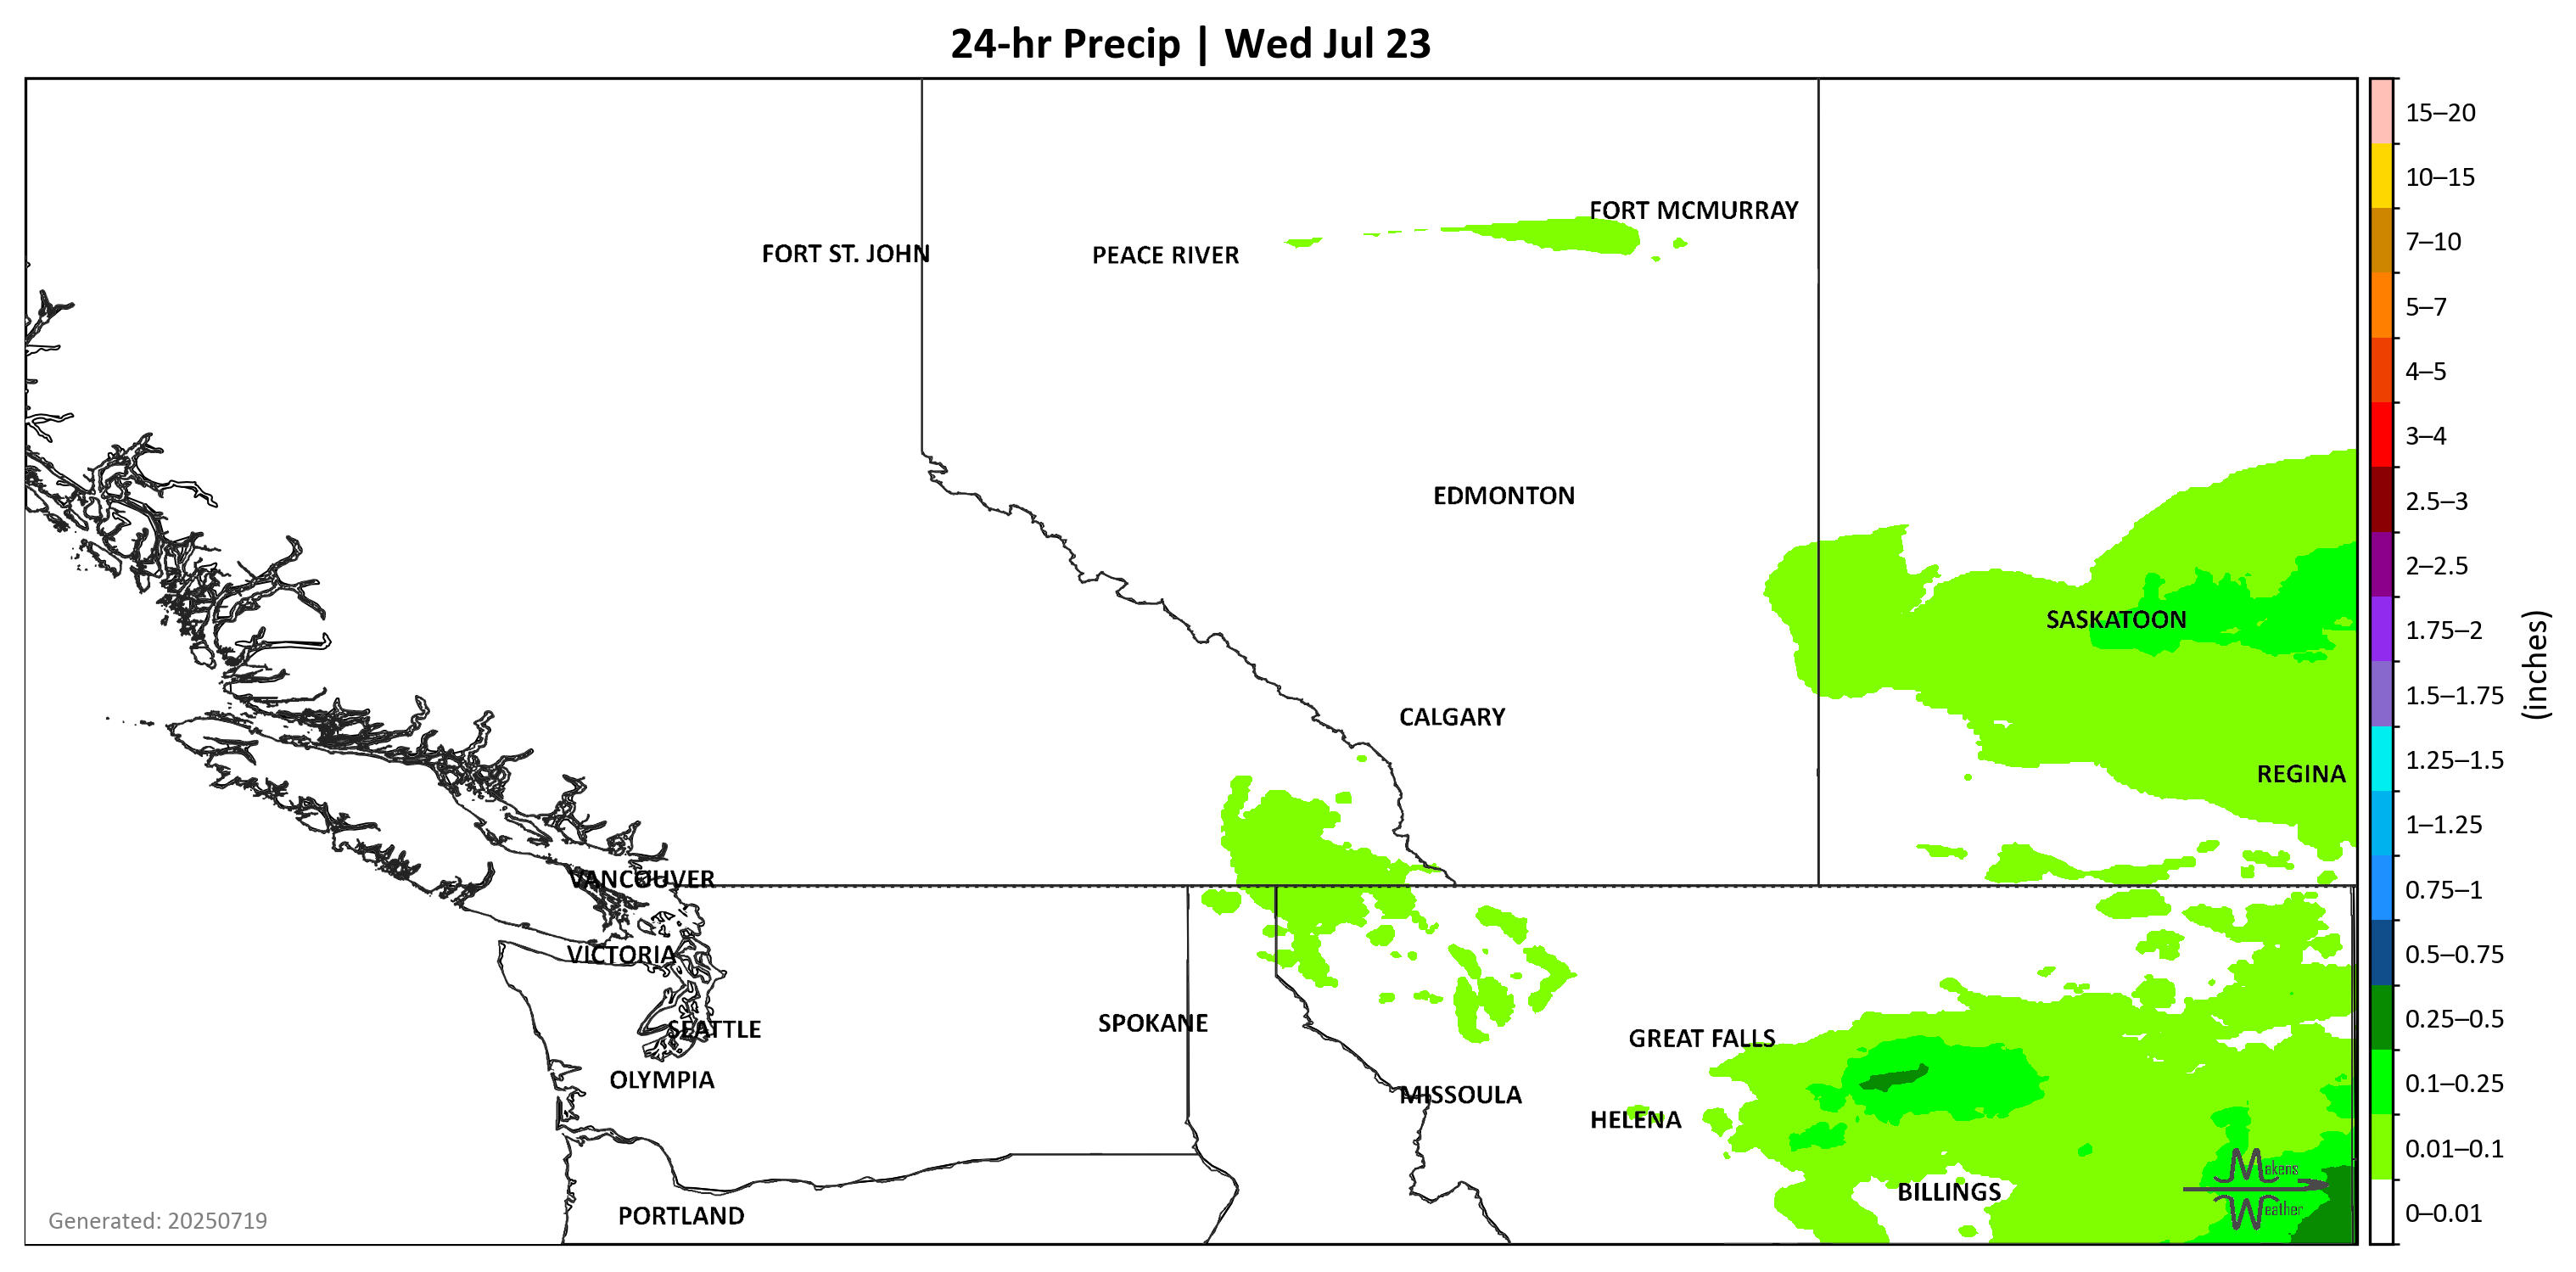 24-hr Precip | Wed Jul 23
FORT MCMURRAY
FORT ST. JOHN
PEACE RIVER
EDMONTON
SASKATOON
CALGARY
REGINA
VANCOUVER
VICTORIA
SPOKANE
SEATTLE
GREAT FALLS
OLYMPIA
MISSOULA
HELENA
BILLINGS
PORTLAND
Makens
Weather
Generated: 20250719
15–20
10–15
7–10
5–7
4–5
3–4
2.5–3
2–2.5
1.75–2
1.5–1.75
1.25–1.5
1–1.25
0.75–1
0.5–0.75
0.25–0.5
0.1–0.25
0.01–0.1
0–0.01
(inches)